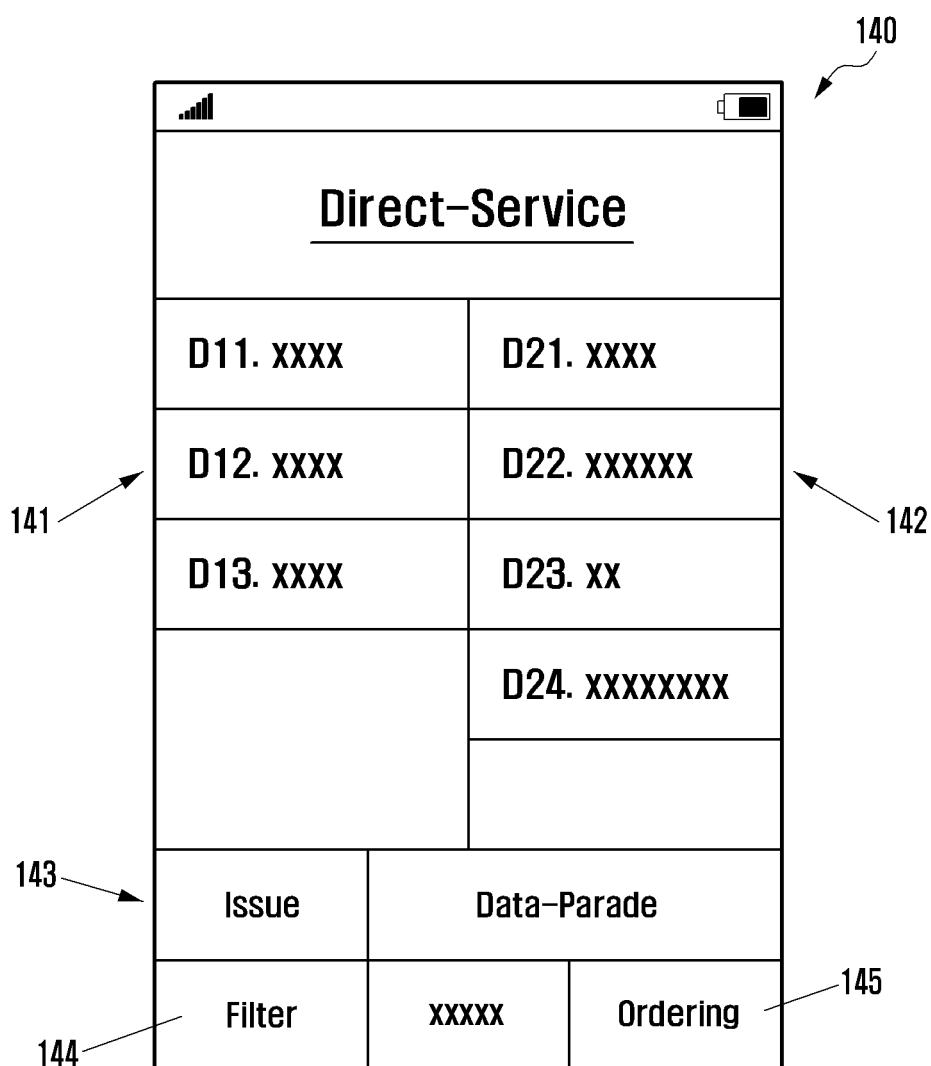 140
Direct-Service
D11. xxxx
D21. xxxx
D12. xxxx
D22. xxxxxx
141
142
D13. xxxx
D23. xx
D24. xxxxxxxx
143
Issue
Data-Parade
145
Filter
xxxxx
Ordering
144